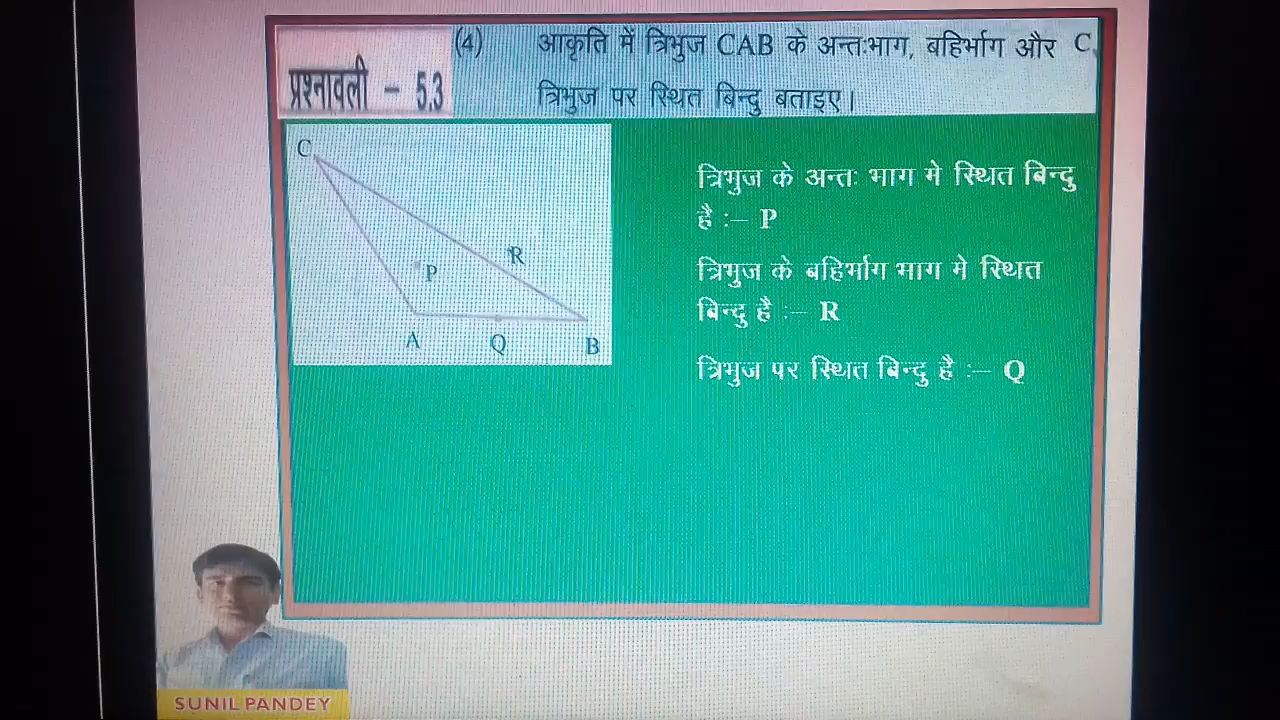 प्रश्नावली – 5.3
(4) आकृति में त्रिभुज CAB के अन्तःभाग, बहिर्भाग और C
त्रिभुज पर स्थित बिन्दु बताइए।
C
R
P
A
Q
B
त्रिभुज के अन्तः भाग मे स्थित बिन्दु
है :– P
त्रिभुज के बहिर्माग भाग मे स्थित
बिन्दु है :– R
त्रिभुज पर स्थित बिन्दु है :– Q
SUNIL PANDEY